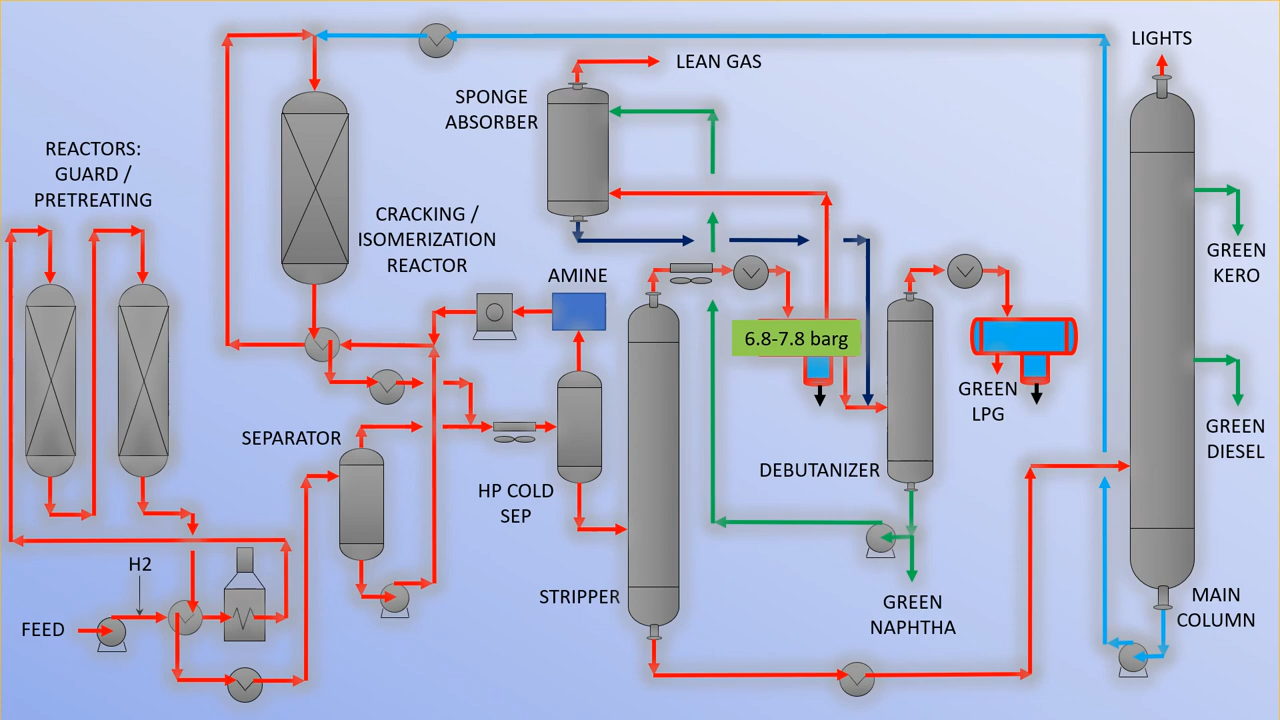 LIGHTS
LEAN GAS
SPONGE
ABSORBER
REACTORS:
GUARD /
PRETREATING
CRACKING /
ISOMERIZATION
REACTOR
GREEN
KERO
AMINE
6.8-7.8 barg
GREEN
LPG
SEPARATOR
GREEN
DIESEL
DEBUTANIZER
HP COLD
SEP
H2
STRIPPER
MAIN
COLUMN
GREEN
NAPHTHA
FEED